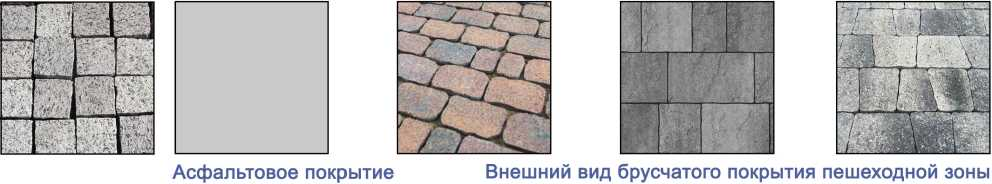 Асфальтовое покрытие
Внешний вид брусчатого покрытия пешеходной зоны